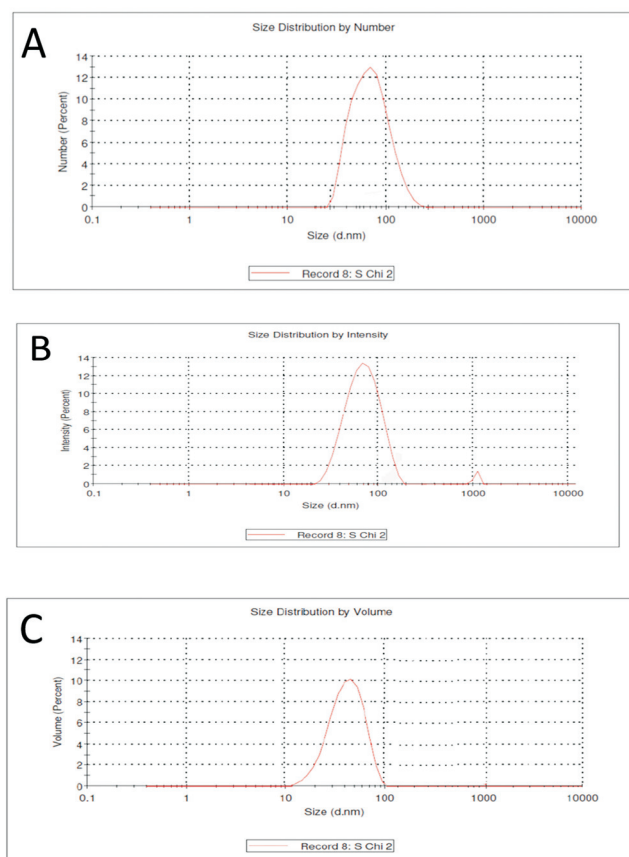 A
Size Distribution by Number
Number (Percent)
14
12
10
8
6
4
2
0
0.1 1 10 100 1000 10000
Size (d.nm)
Record 8: S Chi 2
B
Size Distribution by Intensity
Intensity (Percent)
14
12
10
8
6
4
2
0
0.1 1 10 100 1000 10000
Size (d.nm)
Record 8: S Chi 2
C
Size Distribution by Volume
Volume (Percent)
14
12
10
8
6
4
2
0
0.1 1 10 100 1000 10000
Size (d.nm)
Record 8: S Chi 2